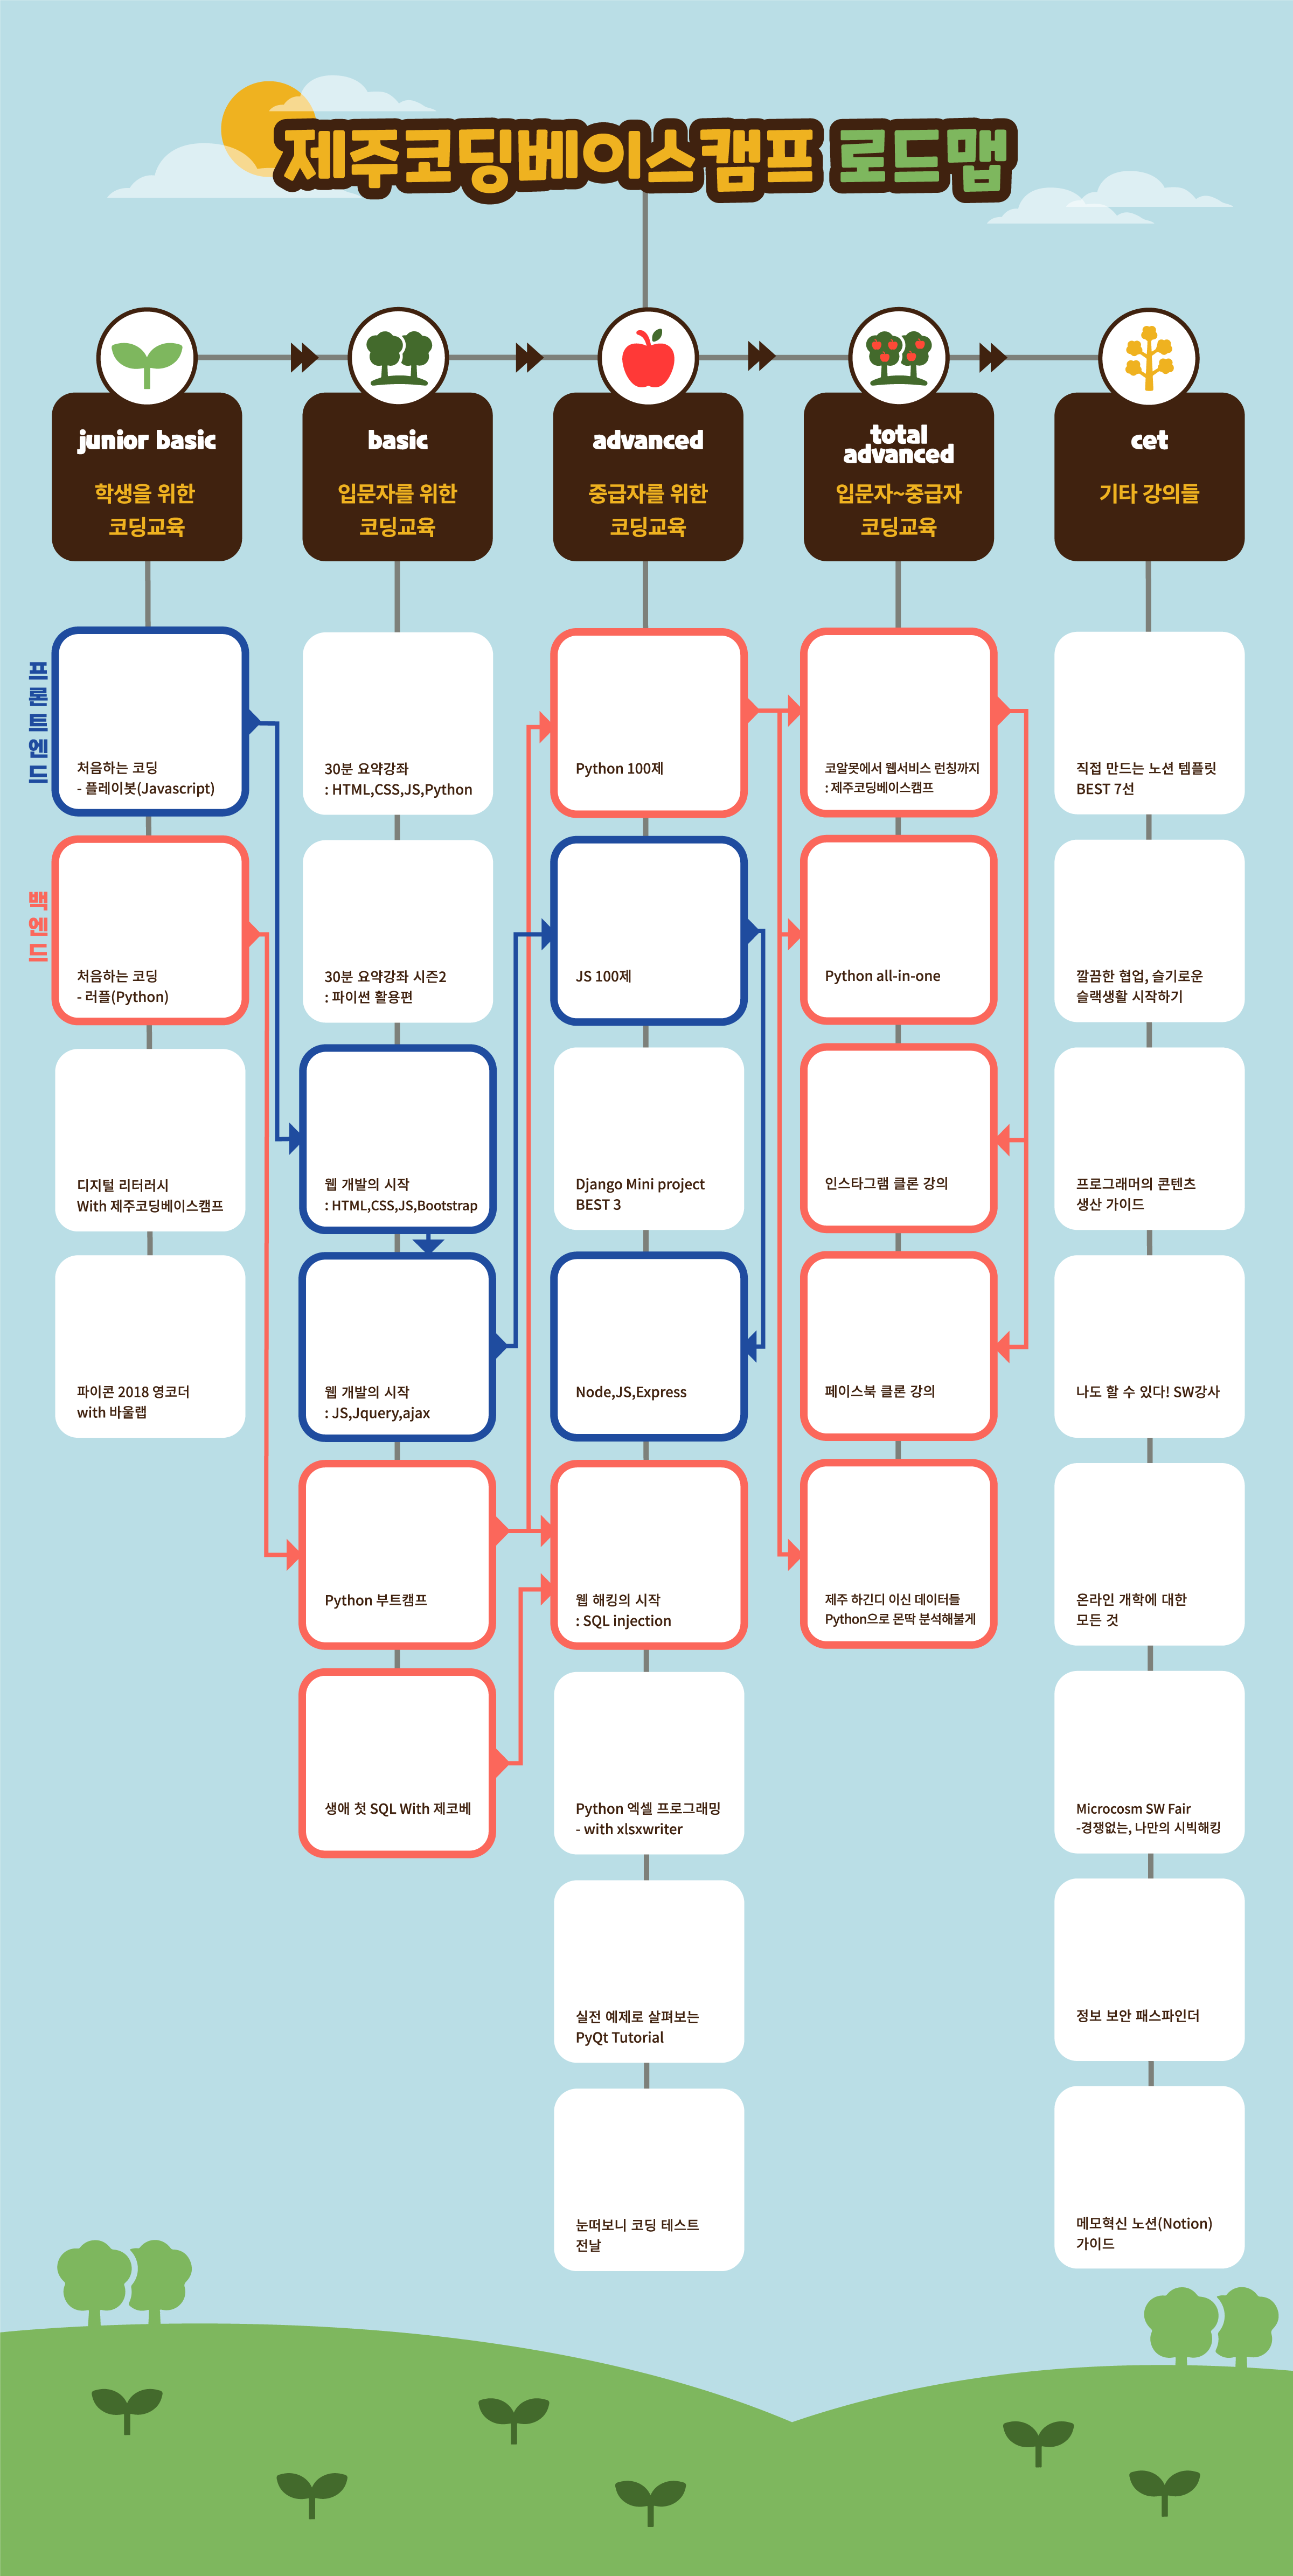 제주코딩베이스캠프 로드맵
junior basic
학생을 위한
코딩교육
basic
입문자를 위한
코딩교육
advanced
중급자를 위한
코딩교육
total
advanced
입문자~중급자
코딩교육
cet
기타 강의들
프론트엔드
처음하는 코딩
- 플레이봇(Javascript)
백엔드
처음하는 코딩
- 러플(Python)
디지털 리터러시
With 제주코딩베이스캠프
파이콘 2018 영코더
with 바울랩
30분 요약강좌
: HTML,CSS,JS,Python
30분 요약강좌 시즌2
: 파이썬 활용편
웹 개발의 시작
: HTML,CSS,JS,Bootstrap
웹 개발의 시작
: JS,Jquery,ajax
Python 부트캠프
생애 첫 SQL With 제코베
Python 100제
JS 100제
Django Mini project
BEST 3
Node,JS,Express
웹 해킹의 시작
: SQL injection
Python 엑셀 프로그래밍
- with xlsxwriter
실전 예제로 살펴보는
PyQt Tutorial
눈떠보니 코딩 테스트
전날
코알못에서 웹서비스 런칭까지
: 제주코딩베이스캠프
Python all-in-one
인스타그램 클론 강의
페이스북 클론 강의
제주 하긴디 이신 데이터들
Python으로 몬딱 분석해불게
직접 만드는 노션 템플릿
BEST 7선
깔끔한 협업, 슬기로운
슬랙생활 시작하기
프로그래머의 콘텐츠
생산 가이드
나도 할 수 있다! SW강사
온라인 개학에 대한
모든 것
Microcosm SW Fair
-경쟁없는, 나만의 시빅해킹
정보 보안 패스파인더
메모혁신 노션(Notion)
가이드